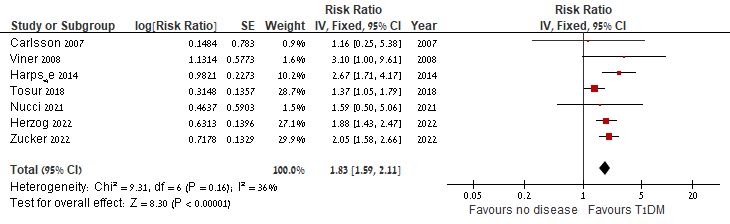 Risk Ratio Risk Ratio
Study or Subgroup log[Risk Ratio] SE Weight IV, Fixed, 95% CI Year IV, Fixed, 95% CI
Carlsson 2007 0.1484 0.783 0.9% 1.16 [0.25, 5.38] 2007
Viner 2008 1.1314 0.5773 1.6% 3.10 [1.00, 9.61] 2008
Harps_e 2014 0.9821 0.2273 10.2% 2.67 [1.71, 4.17] 2014
Tosur 2018 0.3148 0.1357 28.7% 1.37 [1.05, 1.79] 2018
Nucci 2021 0.4637 0.5903 1.5% 1.59 [0.50, 5.06] 2021
Herzog 2022 0.6313 0.1396 27.1% 1.88 [1.43, 2.47] 2022
Zucker 2022 0.7178 0.1329 29.9% 2.05 [1.58, 2.66] 2022
Total (95% CI) 100.0% 1.83 [1.59, 2.11]
Heterogeneity: Chi² = 9.31, df = 6 (P = 0.16); I² = 36%
Test for overall effect: Z = 8.30 (P < 0.00001)
0.05 0.2 1 5 20
Favours no disease Favours T1DM